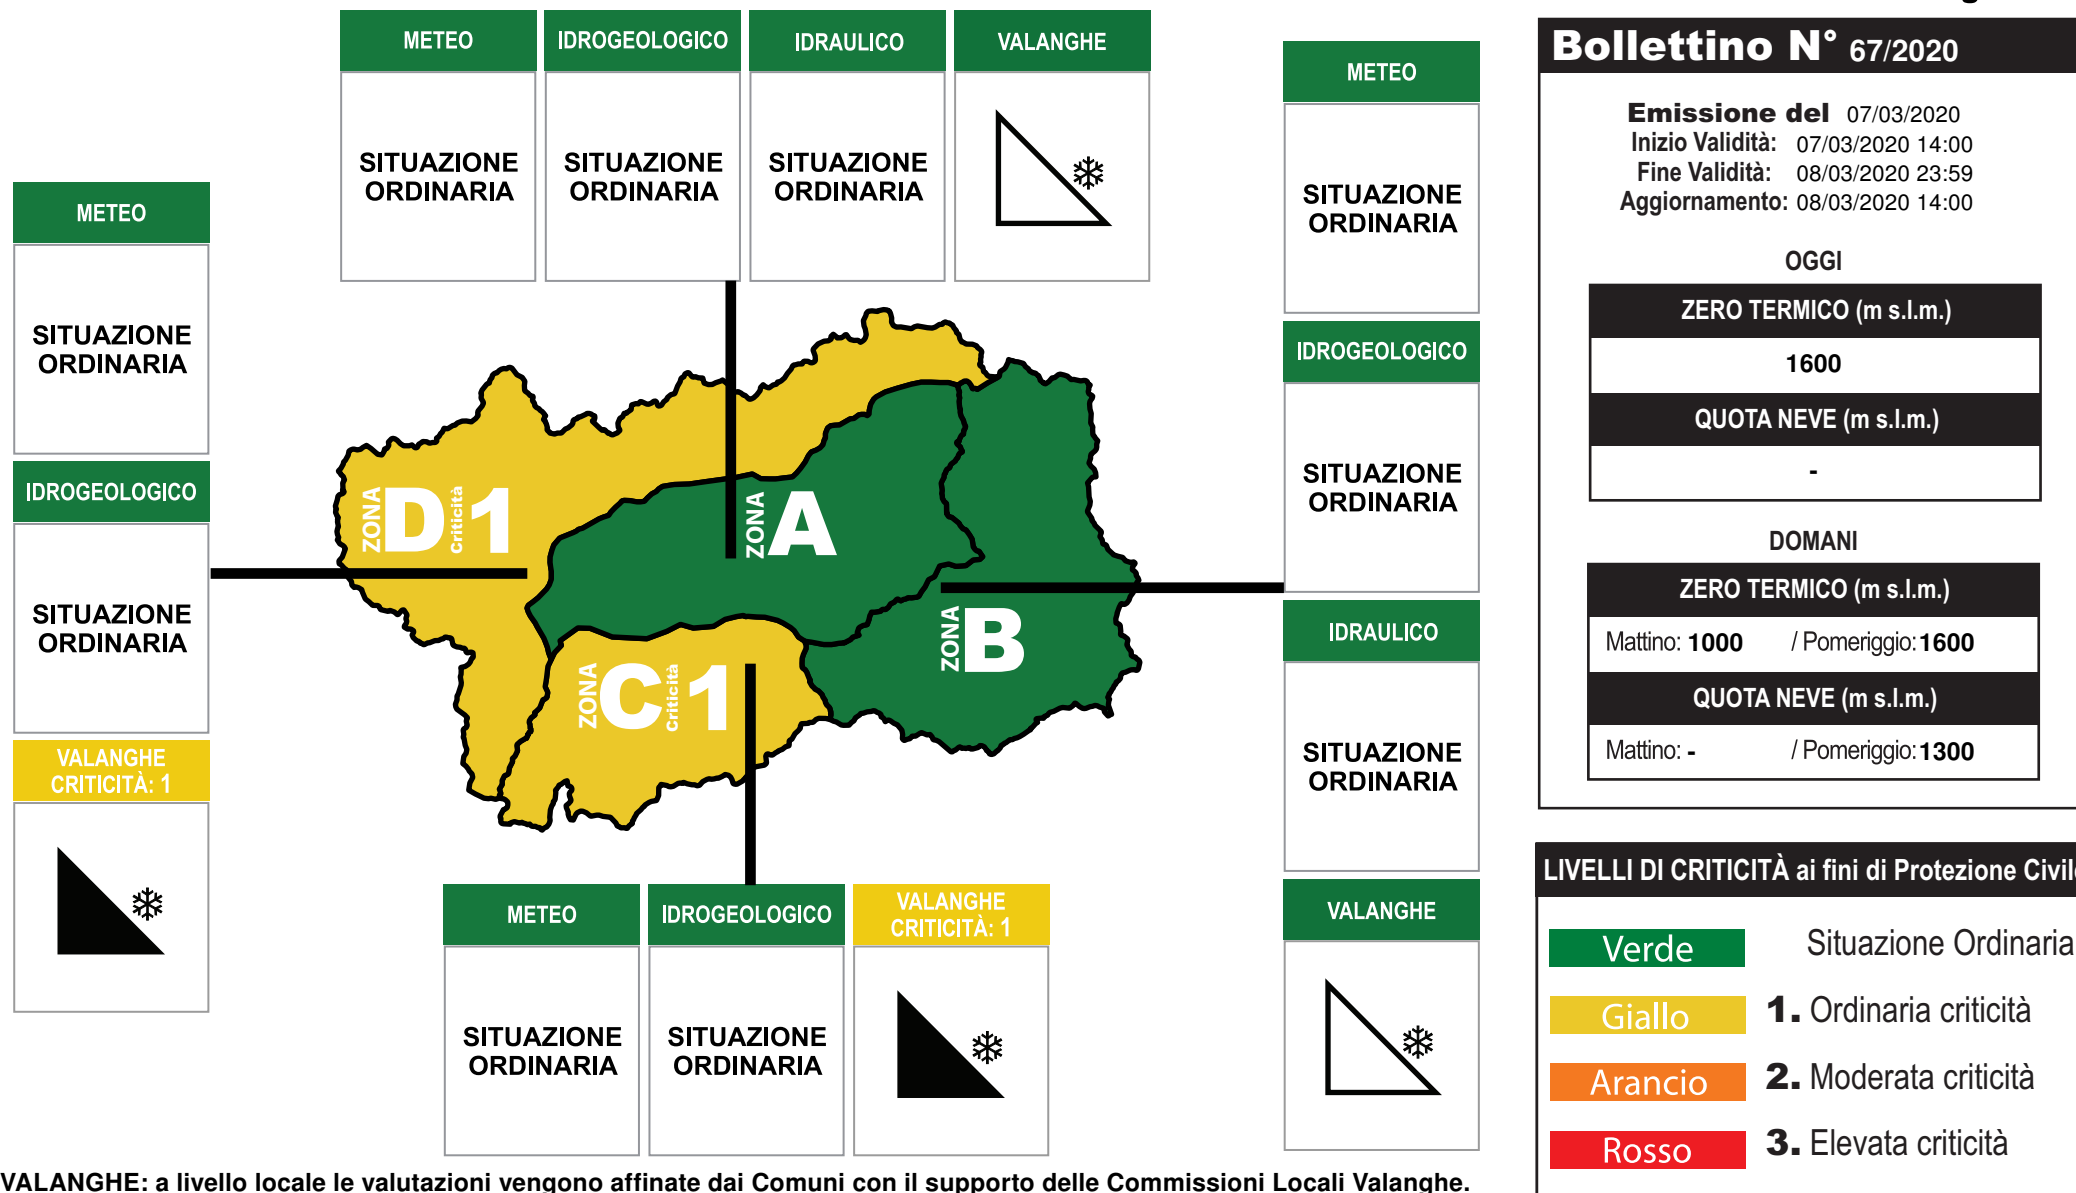 METEO
IDROGEOLOGICO
IDRAULICO
VALANGHE
SITUAZIONE
ORDINARIA
SITUAZIONE
ORDINARIA
SITUAZIONE
ORDINARIA
METEO
SITUAZIONE
ORDINARIA
IDROGEOLOGICO
SITUAZIONE
ORDINARIA
VALANGHE
CRITICITÀ: 1
ZONA D Criticità 1
ZONA A
ZONA B
ZONA C Criticità 1
METEO
SITUAZIONE
ORDINARIA
IDROGEOLOGICO
SITUAZIONE
ORDINARIA
IDRAULICO
SITUAZIONE
ORDINARIA
VALANGHE
METEO
IDROGEOLOGICO
VALANGHE
CRITICITÀ: 1
SITUAZIONE
ORDINARIA
SITUAZIONE
ORDINARIA
Bollettino N° 67/2020
Emissione del 07/03/2020
Inizio Validità: 07/03/2020 14:00
Fine Validità: 08/03/2020 23:59
Aggiornamento: 08/03/2020 14:00
OGGI
ZERO TERMICO (m s.l.m.)
1600
QUOTA NEVE (m s.l.m.)
-
DOMANI
ZERO TERMICO (m s.l.m.)
Mattino: 1000 / Pomeriggio: 1600
QUOTA NEVE (m s.l.m.)
Mattino: - / Pomeriggio: 1300
LIVELLI DI CRITICITÀ ai fini di Protezione Civile
Verde Situazione Ordinaria
Giallo 1. Ordinaria criticità
Arancio 2. Moderata criticità
Rosso 3. Elevata criticità
VALANGHE: a livello locale le valutazioni vengono affinate dai Comuni con il supporto delle Commissioni Locali Valanghe.